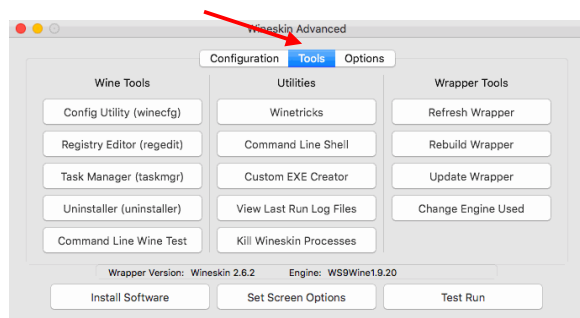 Wineskin Advanced
Configuration Tools Options
Wine Tools Utilities Wrapper Tools
Config Utility (winecfg) Winetricks Refresh Wrapper
Registry Editor (regedit) Command Line Shell Rebuild Wrapper
Task Manager (taskmgr) Custom EXE Creator Update Wrapper
Uninstaller (uninstaller) View Last Run Log Files Change Engine Used
Command Line Wine Test Kill Wineskin Processes
Wrapper Version: Wineskin 2.6.2 Engine: WS9Wine1.9.20
Install Software Set Screen Options Test Run